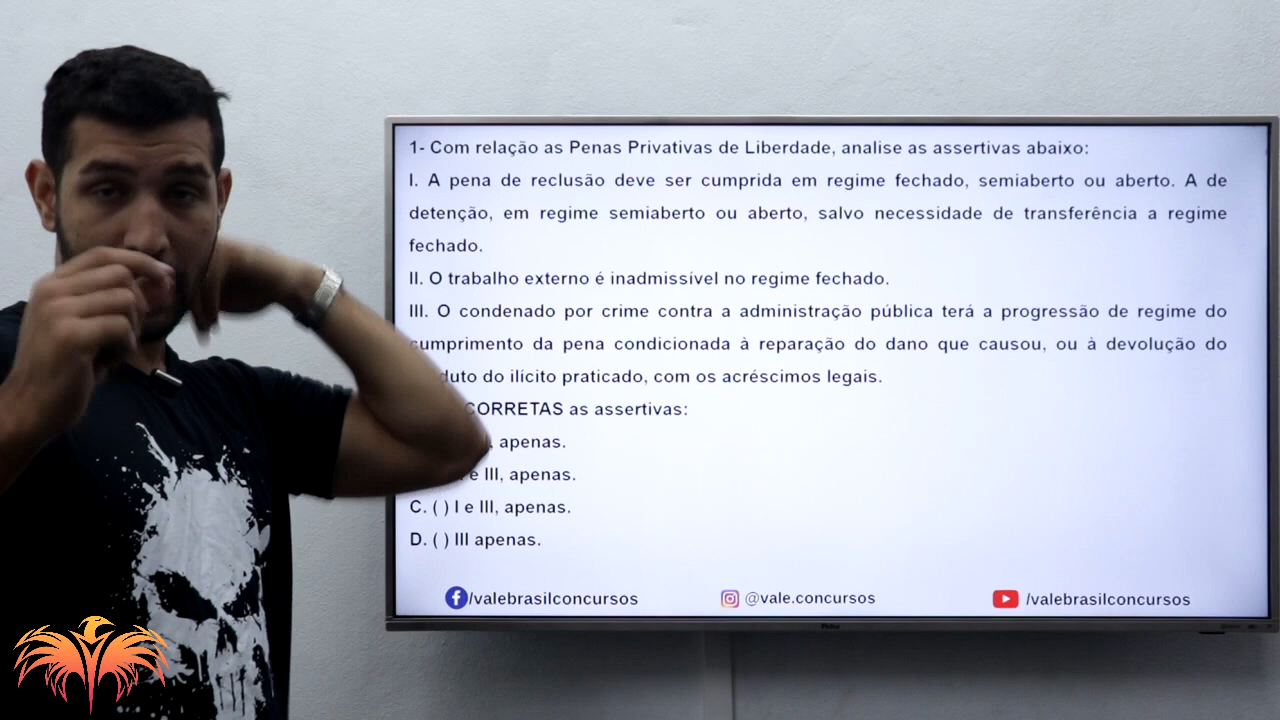 1- Com relação as Penas Privativas de Liberdade, analise as assertivas abaixo:
I. A pena de reclusão deve ser cumprida em regime fechado, semiaberto ou aberto. A de
detenção, em regime semiaberto ou aberto, salvo necessidade de transferência a regime
fechado.
II. O trabalho externo é inadmissível no regime fechado.
III. O condenado por crime contra a administração pública terá a progressão de regime do
cumprimento da pena condicionada à reparação do dano que causou, ou à devolução do
do ilícito praticado, com os acréscimos legais.
CORRETAS as assertivas:
apenas.
e III, apenas.
C. ( ) I e III, apenas.
D. ( ) III apenas.
/valebrasilconcursos
@vale.concursos
/valebrasilconcursos